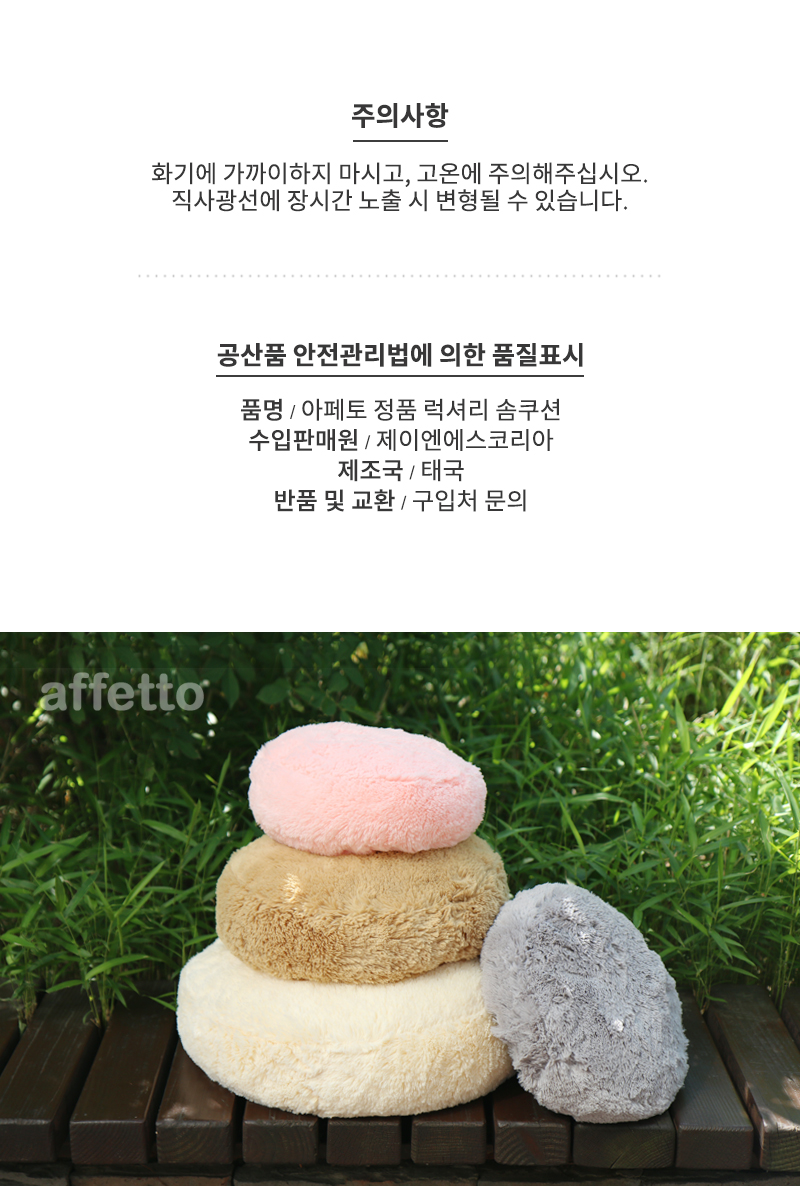 주의사항
화기에 가까이하지 마시고, 고온에 주의해주십시오.
직사광선에 장시간 노출 시 변형될 수 있습니다.
공산품 안전관리법에 의한 품질표시
품명 / 아페토 정품 럭셔리 솜쿠션
수입판매원 / 제이엔에스코리아
제조국 / 태국
반품 및 교환 / 구입처 문의
affetto